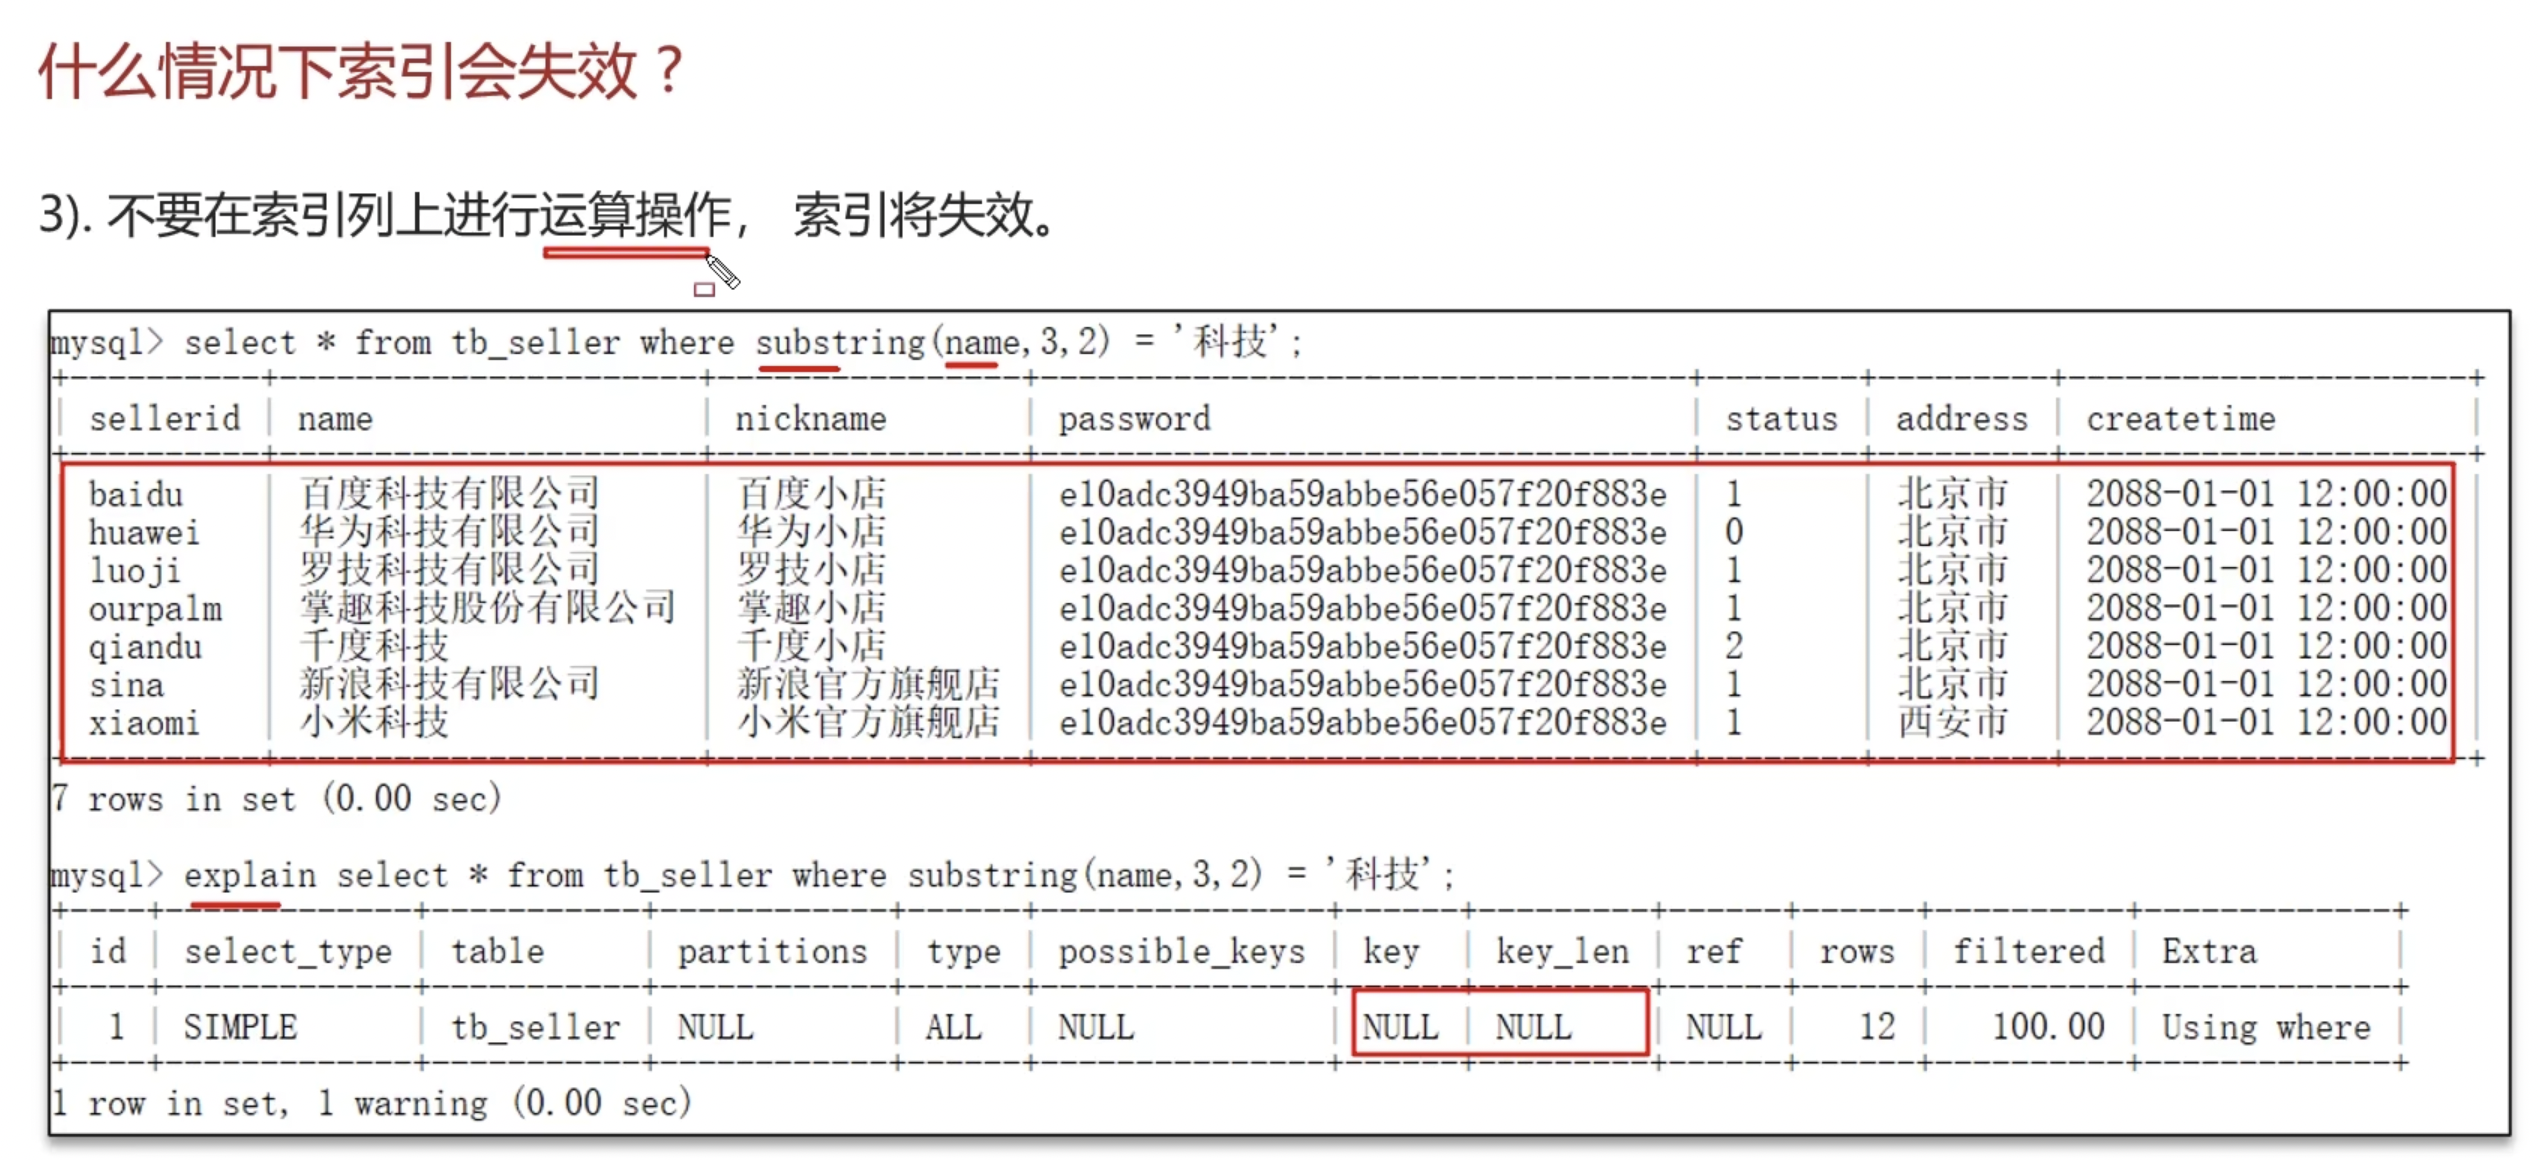 什么情况下索引会失效？
3). 不要在索引列上进行运算操作， 索引将失效。
mysql> select * from tb_seller where substring(name,3,2) = '科技';
| sellerid | name | nickname | password | status | address | createtime |
| baidu | 百度科技有限公司 | 百度小店 | e10adc3949ba59abbe56e057f20f883e | 1 | 北京市 | 2088-01-01 12:00:00 |
| huawei | 华为科技有限公司 | 华为小店 | e10adc3949ba59abbe56e057f20f883e | 0 | 北京市 | 2088-01-01 12:00:00 |
| luoji | 罗技科技有限公司 | 罗技小店 | e10adc3949ba59abbe56e057f20f883e | 1 | 北京市 | 2088-01-01 12:00:00 |
| ourpalm | 掌趣科技股份有限公司 | 掌趣小店 | e10adc3949ba59abbe56e057f20f883e | 1 | 北京市 | 2088-01-01 12:00:00 |
| qiandu | 千度科技 | 千度小店 | e10adc3949ba59abbe56e057f20f883e | 2 | 北京市 | 2088-01-01 12:00:00 |
| sina | 新浪科技有限公司 | 新浪官方旗舰店 | e10adc3949ba59abbe56e057f20f883e | 1 | 北京市 | 2088-01-01 12:00:00 |
| xiaomi | 小米科技 | 小米官方旗舰店 | e10adc3949ba59abbe56e057f20f883e | 1 | 西安市 | 2088-01-01 12:00:00 |
7 rows in set (0.00 sec)
mysql> explain select * from tb_seller where substring(name,3,2) = '科技';
| id | select_type | table | partitions | type | possible_keys | key | key_len | ref | rows | filtered | Extra |
| 1 | SIMPLE | tb_seller | NULL | ALL | NULL | NULL | NULL | NULL | 12 | 100.00 | Using where |
1 row in set, 1 warning (0.00 sec)